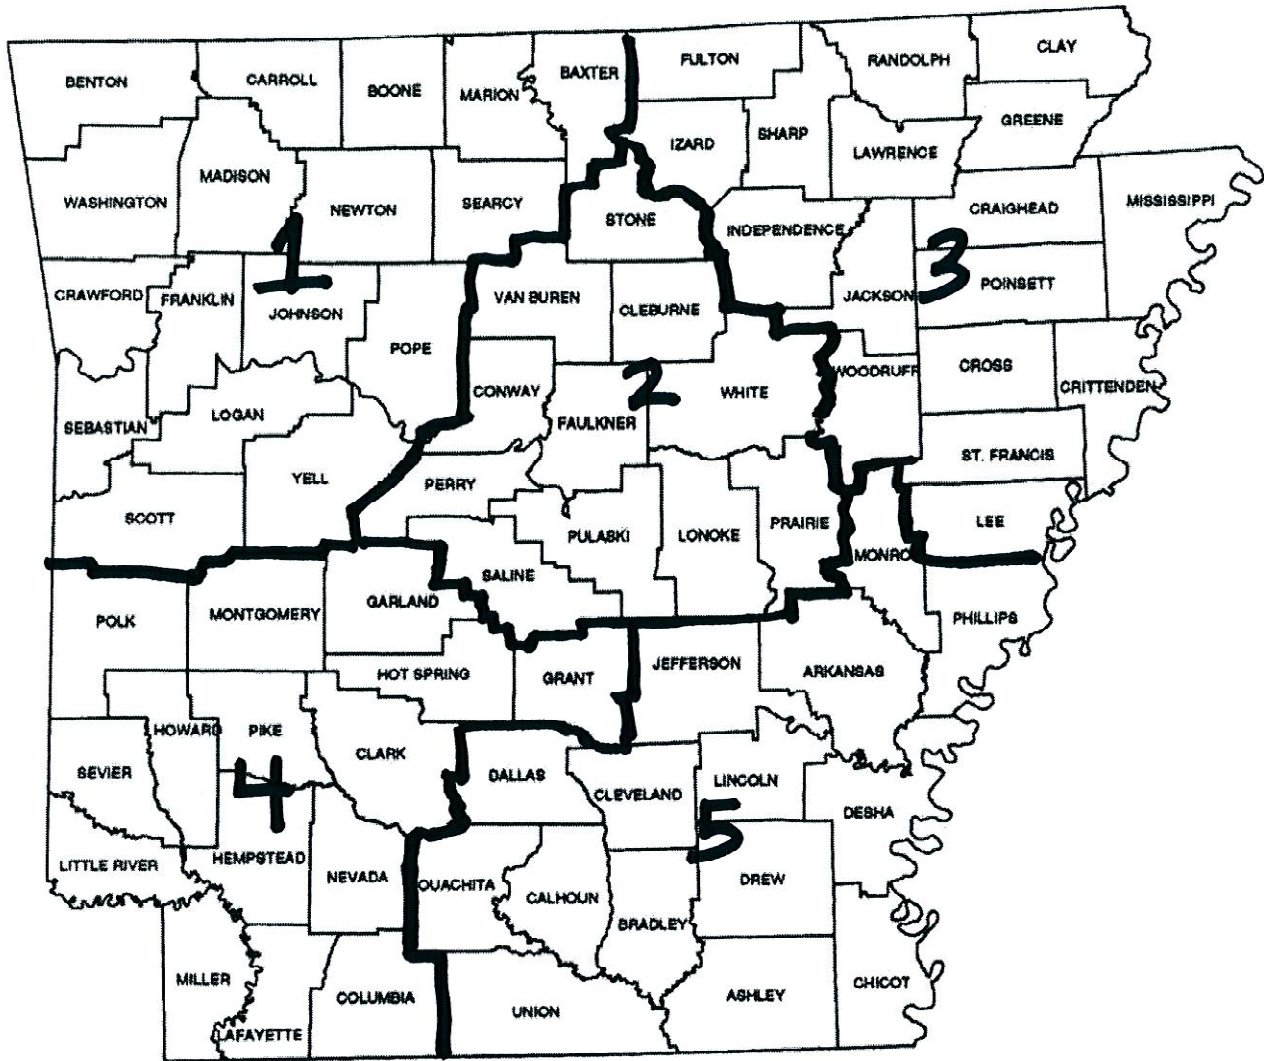 BENTON
CARROLL
BOONE
MARION
BAXTER
FULTON
RANDOLPH
CLAY
GREENE
IZARD
SHARP
LAWRENCE
WASHINGTON
MADISON
NEWTON
SEARCY
STONE
INDEPENDENCE
CRAIGHEAD
MISSISSIPPI
1
3
CRAWFORD
FRANKLIN
JOHNSON
POPE
VAN BUREN
CLEBURNE
JACKSON
POINSETT
SEBASTIAN
LOGAN
CONWAY
FAULKNER
2
WHITE
WOODRUFF
CROSS
CRITTENDEN
ST. FRANCIS
SCOTT
YELL
PERRY
PULASKI
LONOKE
PRAIRIE
MONRO
LEE
SALINE
POLK
MONTGOMERY
GARLAND
HOT SPRING
GRANT
JEFFERSON
ARKANSAS
PHILLIPS
HOWARD
PIKE
CLARK
SEVIER
4
DALLAS
CLEVELAND
LINCOLN
5
DESHA
LITTLE RIVER
HEMPSTEAD
NEVADA
OUACHITA
CALHOUN
BRADLEY
DREW
MILLER
LAFAYETTE
COLUMBIA
UNION
ASHLEY
CHICOT